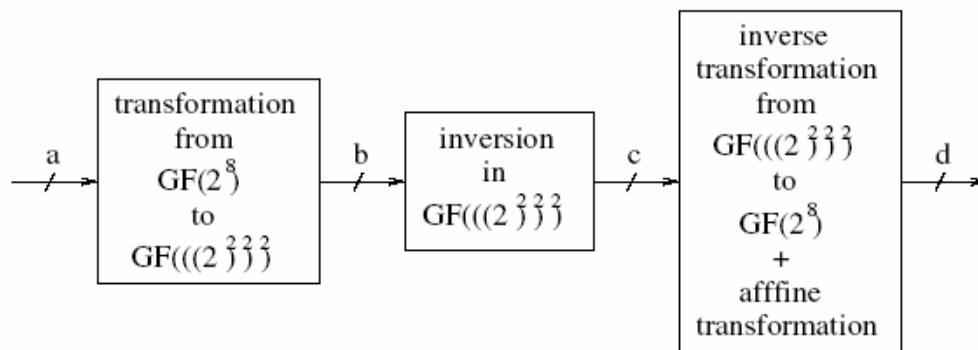 a
transformation
from
GF(2^8)
to
GF(((2^2)^2)^2)
b
inversion
in
GF(((2^2)^2)^2)
c
inverse
transformation
from
GF(((2^2)^2)^2)
to
GF(2^8)
+
afffine
transformation
d